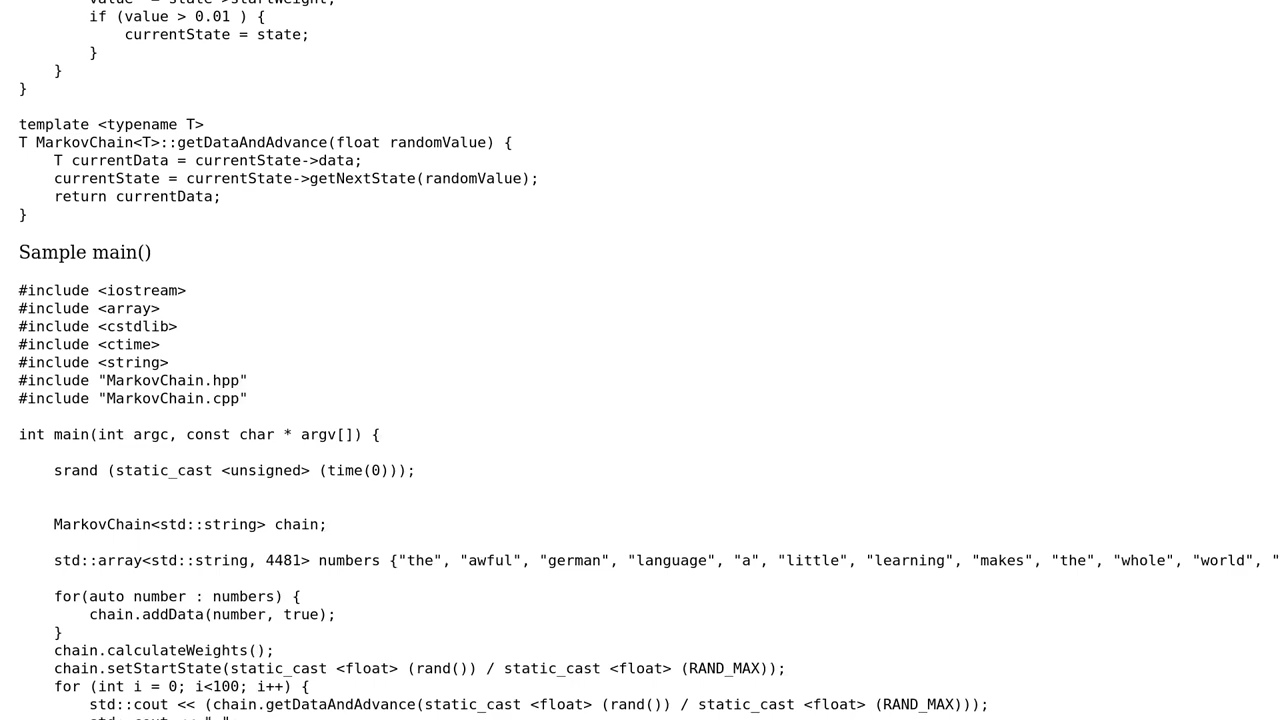 if (value > 0.01 ) {
currentState = state;
}
}
}
template <typename T>
T MarkovChain<T>::getDataAndAdvance(float randomValue) {
T currentData = currentState->data;
currentState = currentState->getNextState(randomValue);
return currentData;
}
Sample main()
#include <iostream>
#include <array>
#include <cstdlib>
#include <ctime>
#include <string>
#include "MarkovChain.hpp"
#include "MarkovChain.cpp"
int main(int argc, const char * argv[]) {
srand (static_cast <unsigned> (time(0)));
MarkovChain<std::string> chain;
std::array<std::string, 4481> numbers {"the", "awful", "german", "language", "a", "little", "learning", "makes", "the", "whole", "world", "
for(auto number : numbers) {
chain.addData(number, true);
}
chain.calculateWeights();
chain.setStartState(static_cast <float> (rand()) / static_cast <float> (RAND_MAX));
for (int i = 0; i<100; i++) {
std::cout << (chain.getDataAndAdvance(static_cast <float> (rand()) / static_cast <float> (RAND_MAX)));